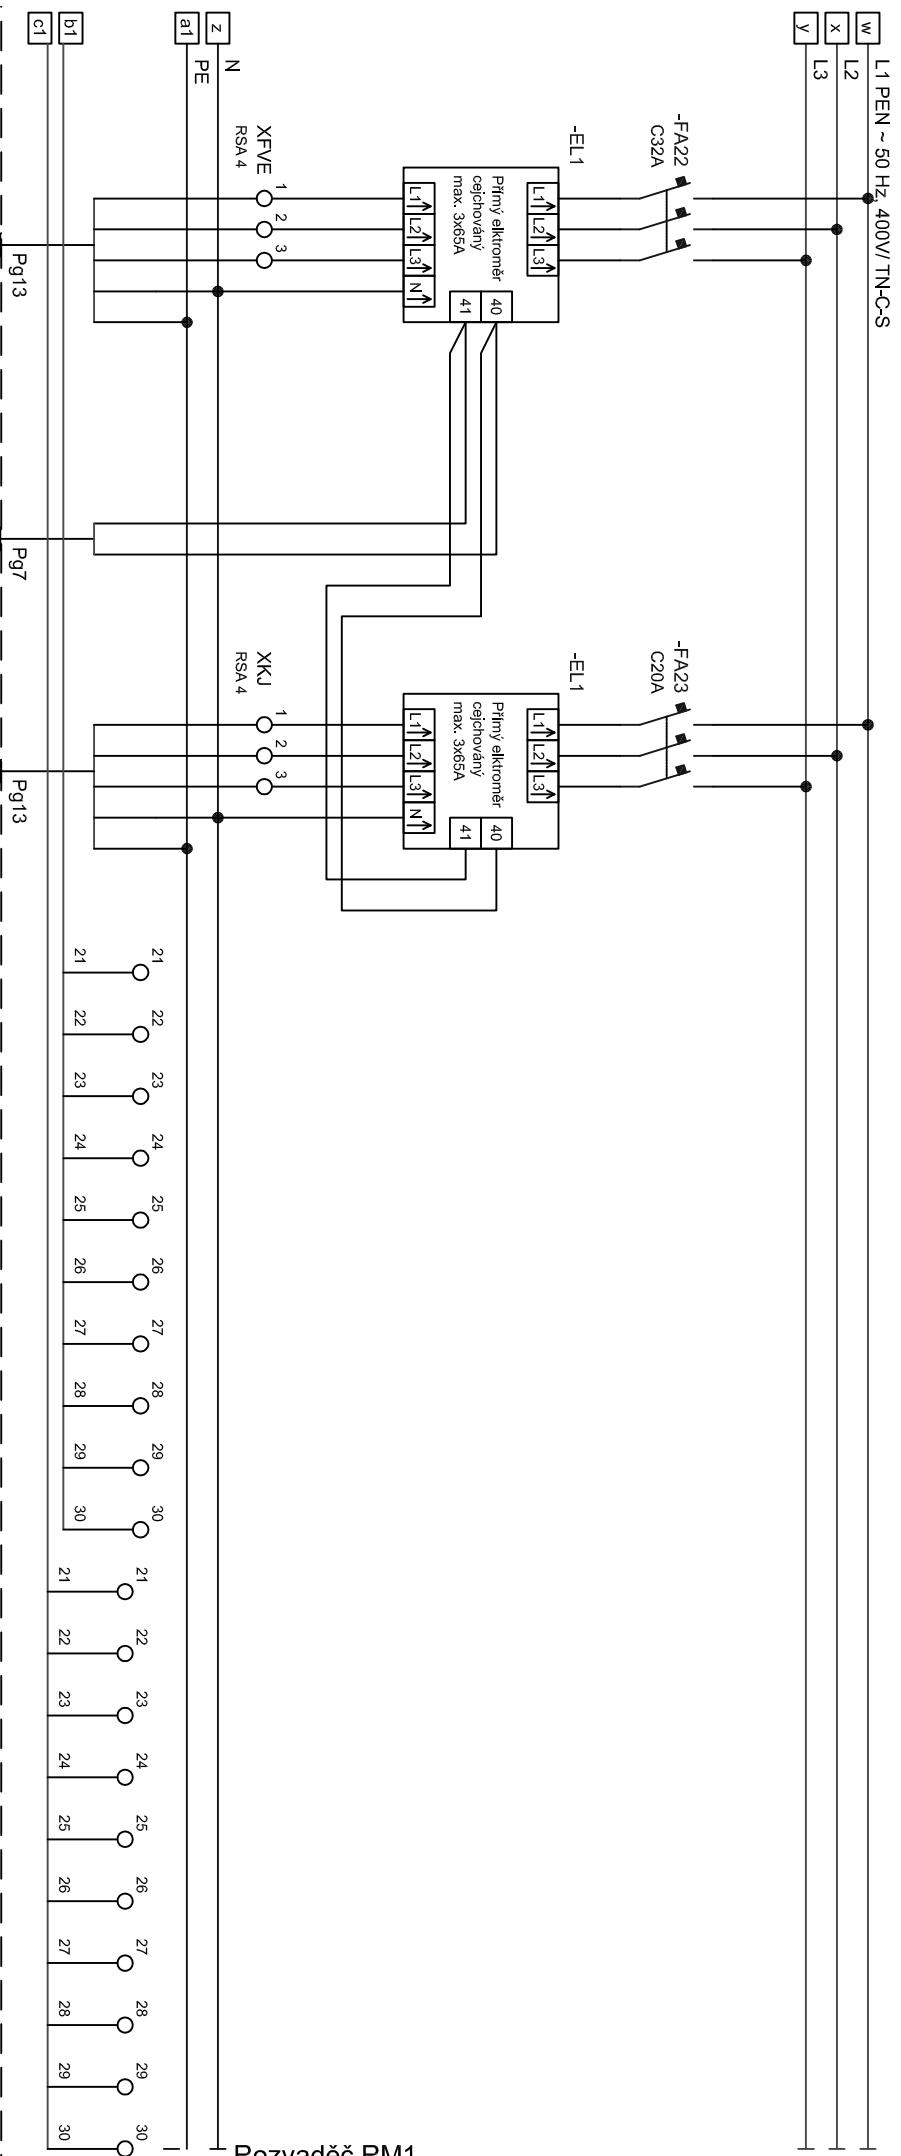 w
L1 PEN ~ 50 Hz, 400V/ TN-C-S
x
L2
y
L3
-FA22
C32A
-FA23
C20A
-EL1
L1
L2
L3
Přímý elktroměr
cejchováný
max. 3x65A
40
41
L1
L2
L3
N
-EL1
L1
L2
L3
Přímý elktroměr
cejchováný
max. 3x65A
40
41
L1
L2
L3
N
XFVE
RSA 4
1
2
3
XKJ
RSA 4
1
2
3
z
N
a1
PE
21
22
23
24
25
26
27
28
29
30
21
22
23
24
25
26
27
28
29
30
b1
21
22
23
24
25
26
27
28
29
30
21
22
23
24
25
26
27
28
29
30
c1
Pg13
Pg7
Pg13
Rozvaděč RM1